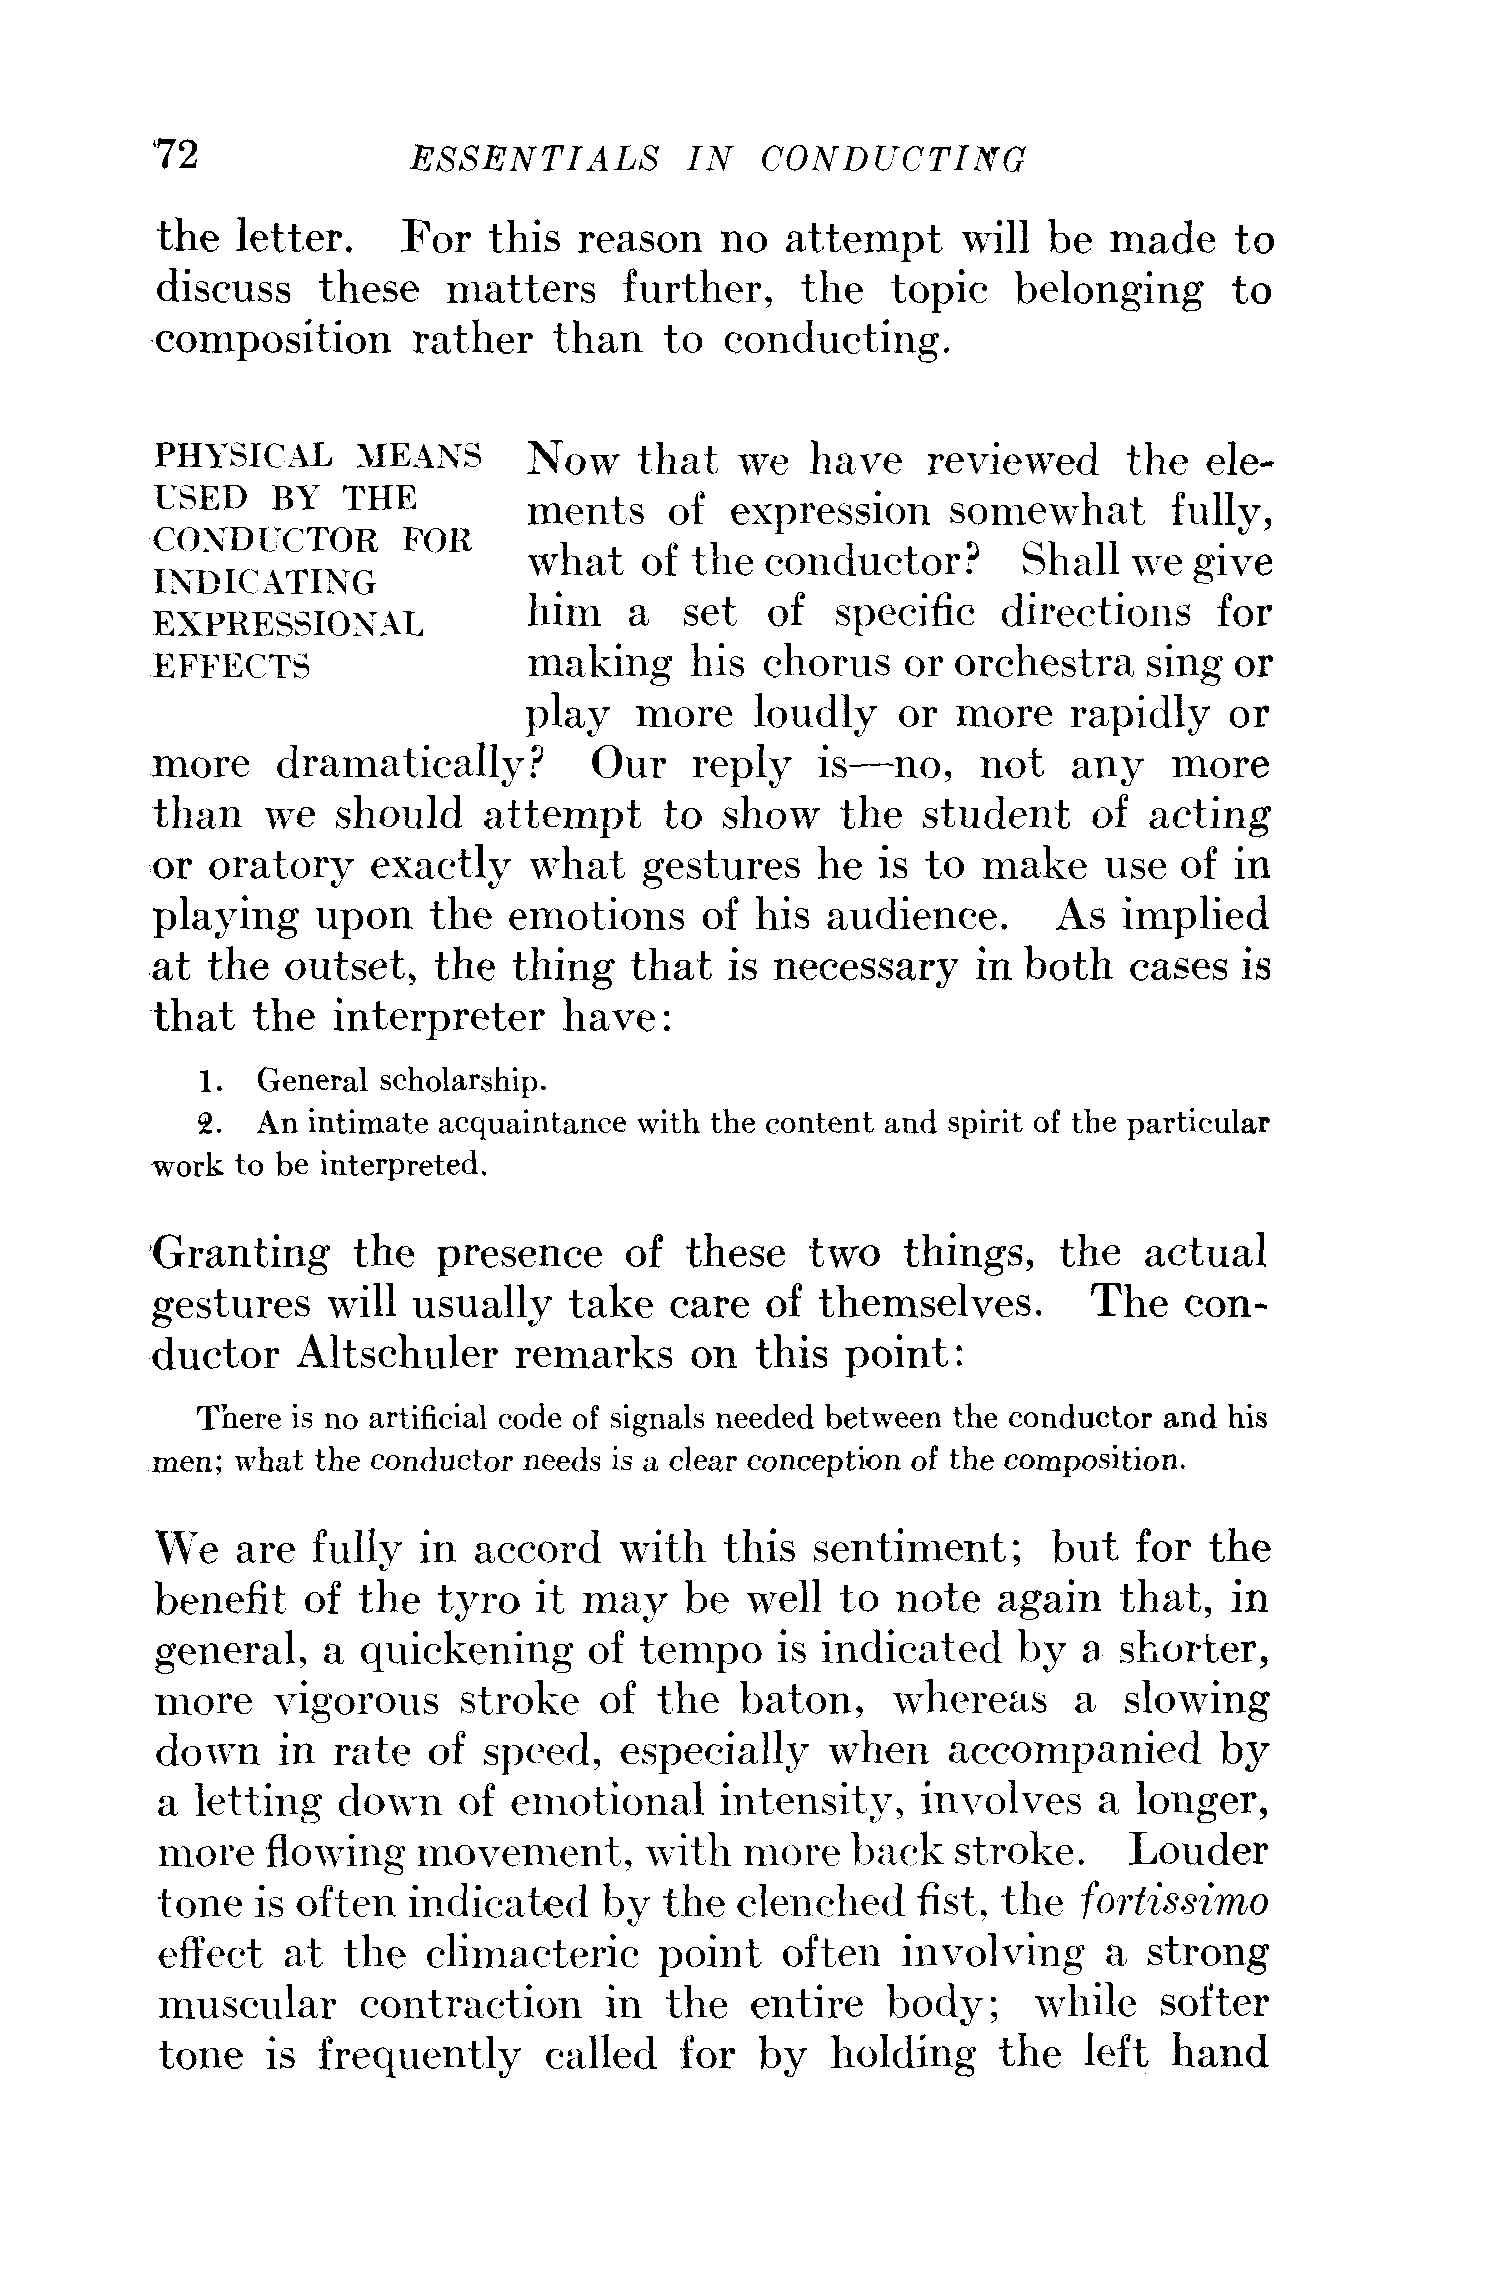 72 ESSENTIALS IN CONDUCTING
the letter. For this reason no attempt will be made to
discuss these matters further, the topic belonging to
composition rather than to conducting.
PHYSICAL MEANS
USED BY THE
CONDUCTOR FOR
INDICATING
EXPRESSIONAL
EFFECTS
Now that we have reviewed the ele-
ments of expression somewhat fully,
what of the conductor? Shall we give
him a set of specific directions for
making his chorus or orchestra sing or
play more loudly or more rapidly or
more dramatically? Our reply is—no, not any more
than we should attempt to show the student of acting
or oratory exactly what gestures he is to make use of in
playing upon the emotions of his audience. As implied
at the outset, the thing that is necessary in both cases is
that the interpreter have:
1. General scholarship.
2. An intimate acquaintance with the content and spirit of the particular
work to be interpreted.
Granting the presence of these two things, the actual
gestures will usually take care of themselves. The con-
ductor Altschuler remarks on this point:
There is no artificial code of signals needed between the conductor and his
men; what the conductor needs is a clear conception of the composition.
We are fully in accord with this sentiment; but for the
benefit of the tyro it may be well to note again that, in
general, a quickening of tempo is indicated by a shorter,
more vigorous stroke of the baton, whereas a slowing
down in rate of speed, especially when accompanied by
a letting down of emotional intensity, involves a longer,
more flowing movement, with more back stroke. Louder
tone is often indicated by the clenched fist, the fortissimo
effect at the climacteric point often involving a strong
muscular contraction in the entire body; while softer
tone is frequently called for by holding the left hand